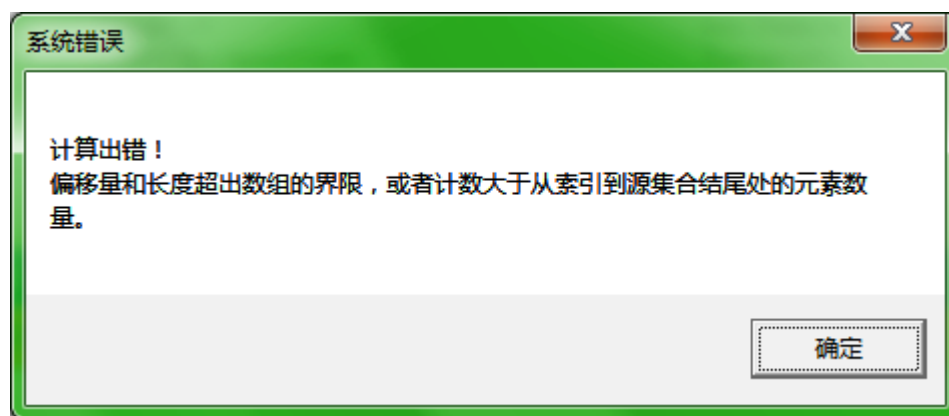 系统错误
计算出错！
偏移量和长度超出数组的界限，或者计数大于从索引到源集合结尾处的元素数
量。
确定